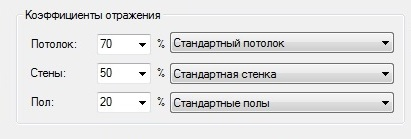 Коэффициенты отражения
Потолок: 70 % Стандартный потолок
Стены: 50 % Стандартная стенка
Пол: 20 % Стандартные полы